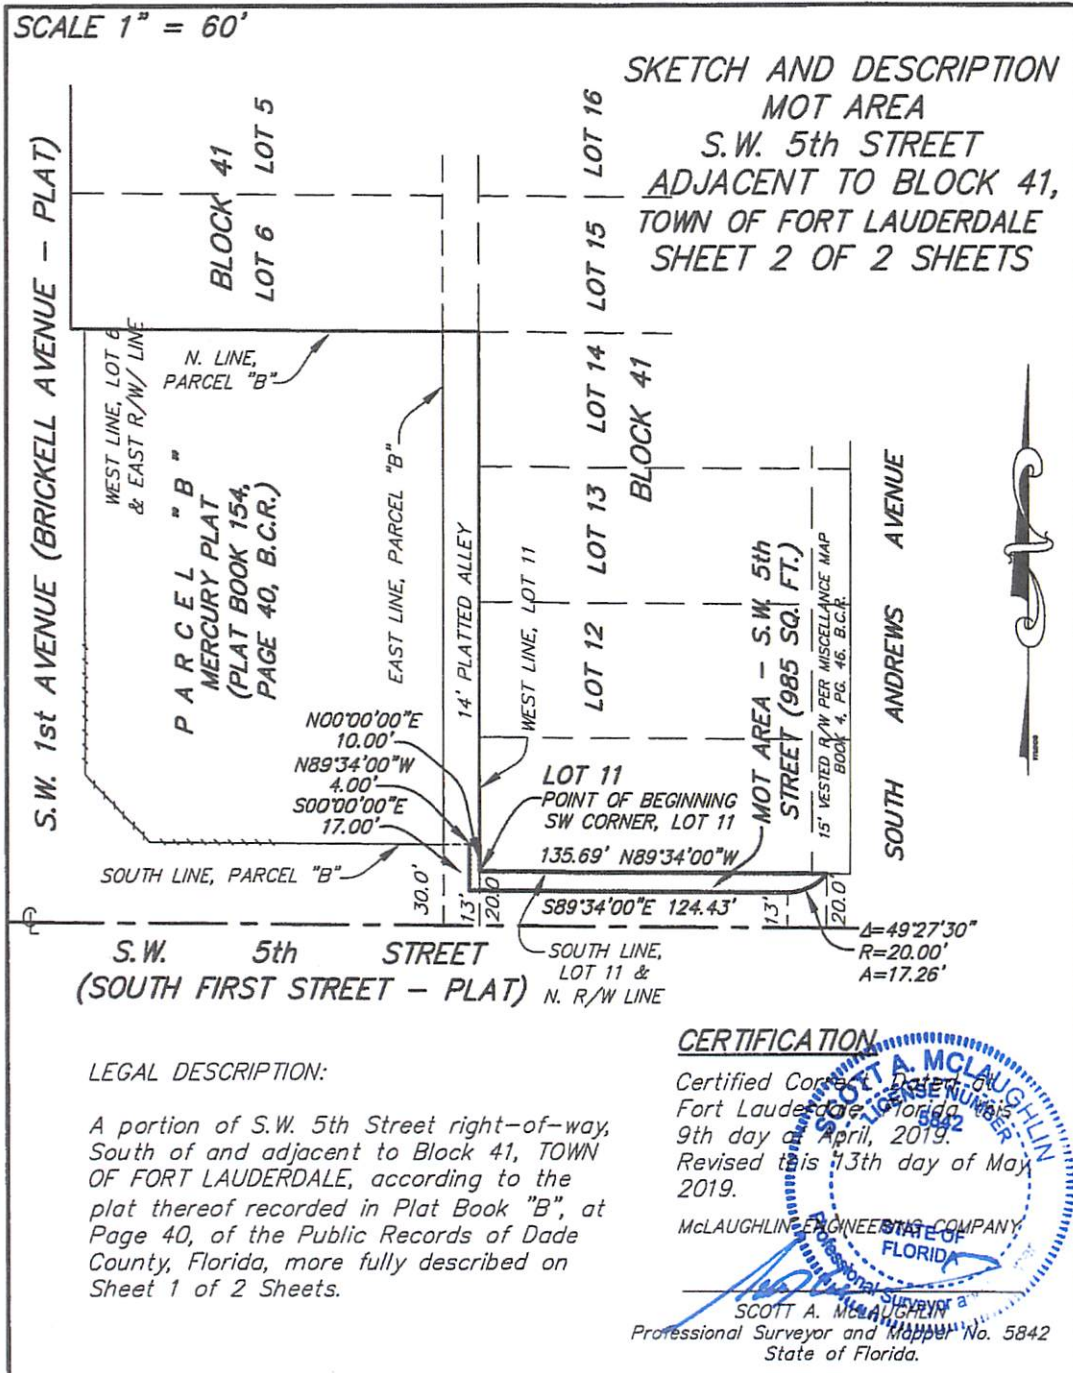 SCALE 1" = 60'
SKETCH AND DESCRIPTION
MOT AREA
S.W. 5th STREET
ADJACENT TO BLOCK 41,
TOWN OF FORT LAUDERDALE
SHEET 2 OF 2 SHEETS
S.W. 1st AVENUE (BRICKELL AVENUE - PLAT)
BLOCK 41
LOT 5
LOT 6
LOT 16
LOT 15
LOT 14
LOT 13
LOT 12
BLOCK 41
WEST LINE, LOT 6
& EAST R/W/ LINE
N. LINE,
PARCEL "B"
PARCEL "B"
MERCURY PLAT
(PLAT BOOK 154,
PAGE 40, B.C.R.)
EAST LINE, PARCEL "B"
14' PLATTED ALLEY
WEST LINE, LOT 11
MOT AREA - S.W. 5th
STREET (985 SQ. FT.)
15' VESTED R/W PER MISCELLANCE MAP
BOOK 4, PG. 46, B.C.R.
SOUTH ANDREWS AVENUE
N00°00'00"E
10.00'
N89°34'00"W
4.00'
S00°00'00"E
17.00'
LOT 11
POINT OF BEGINNING
SW CORNER, LOT 11
135.69' N89°34'00"W
SOUTH LINE, PARCEL "B"
30.0'
13'
20.0'
S89°34'00"E 124.43'
13'
20.0'
Δ=49°27'30"
R=20.00'
A=17.26'
S.W. 5th STREET
(SOUTH FIRST STREET - PLAT)
SOUTH LINE,
LOT 11 &
N. R/W LINE
LEGAL DESCRIPTION:
A portion of S.W. 5th Street right-of-way,
South of and adjacent to Block 41, TOWN
OF FORT LAUDERDALE, according to the
plat thereof recorded in Plat Book "B", at
Page 40, of the Public Records of Dade
County, Florida, more fully described on
Sheet 1 of 2 Sheets.
CERTIFICATION
Certified Correct. Dated at
Fort Lauderdale, Florida this
9th day of April, 2019.
Revised this 13th day of May,
2019.
McLAUGHLIN ENGINEERING COMPANY
SCOTT A. McLAUGHLIN
Professional Surveyor and Mapper No. 5842
State of Florida.
SCOTT A. MCLAUGHLIN
LICENSE NUMBER
5842
STATE OF
FLORIDA
Professional Surveyor